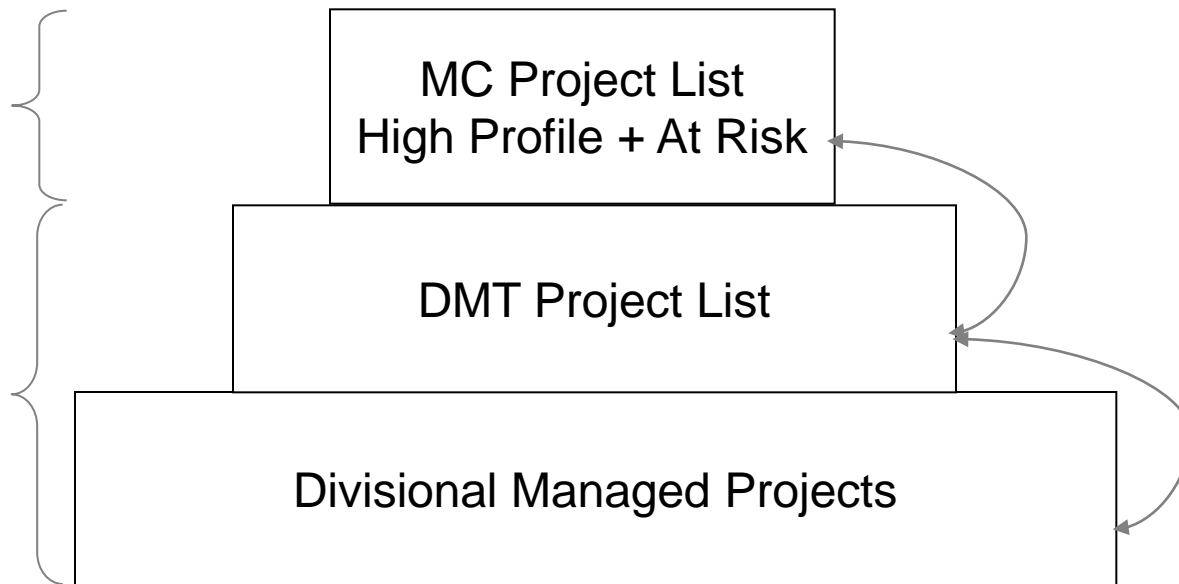 MC Project List
High Profile + At Risk
DMT Project List
Divisional Managed Projects